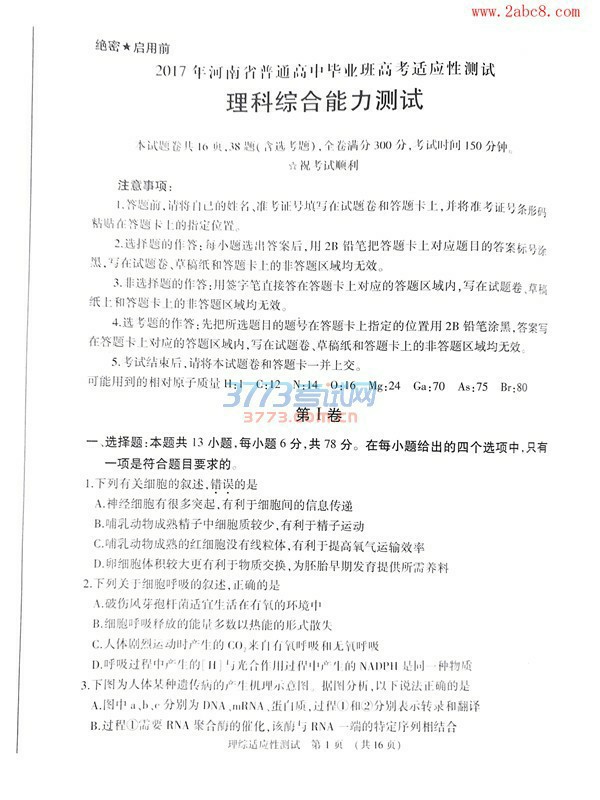 www.2abc8.com
绝密★启用前
2017年河南省普通高中毕业班高考适应性测试
理科综合能力测试
本试题卷共16页,38题(含选考题),全卷满分300分,考试时间150分钟。
☆祝考试顺利
注意事项:
1.答题前,请将自己的姓名、准考证号填写在试题卷和答题卡上,并将准考证号条形码
粘贴在答题卡上的指定位置。
2.选择题的作答:每小题选出答案后,用2B铅笔把答题卡上对应题目的答案标号涂
黑,写在试题卷、草稿纸和答题卡上的非答题区域均无效。
3.非选择题的作答:用签字笔直接答在答题卡上对应的答题区域内,写在试题卷、草稿
纸上和答题卡上的非答题区域均无效。
4.选考题的作答:先把所选题目的题号在答题卡上指定的位置用2B铅笔涂黑,答案写
在答题卡上对应的答题区域内,写在试题卷、草稿纸和答题卡上的非答题区域均无效。
5.考试结束后,请将本试题卷和答题卡一并上交。
可能用到的相对原子质量H:1 C:12 N:14 O:16 Mg:24 Ga:70 As:75 Br:80
3773考试网
3773.com.cn
第Ⅰ卷
一、选择题:本题共13小题,每小题6分,共78分。在每小题给出的四个选项中,只有
一项是符合题目要求的。
1.下列有关细胞的叙述,错误的是
A.神经细胞有很多突起,有利于细胞间的信息传递
B.哺乳动物成熟精子中细胞质较少,有利于精子运动
C.哺乳动物成熟的红细胞没有线粒体,有利于提高氧气运输效率
D.卵细胞体积较大更有利于物质交换,为胚胎早期发育提供所需养料
2.下列关于细胞呼吸的叙述,正确的是
A.破伤风芽孢杆菌适宜生活在有氧的环境中
B.细胞呼吸释放的能量多数以热能的形式散失
C.人体剧烈运动时产生的CO₂来自有氧呼吸和无氧呼吸
D.呼吸过程中产生的[H]与光合作用过程中产生的NADPH是同一种物质
3.下图为人体某种遗传病的产生机理示意图。据图分析,以下说法正确的是
A.图中a、b、c分别为DNA、mRNA、蛋白质,过程①和②分别表示转录和翻译
B.过程①需要RNA聚合酶的催化,该酶与RNA一端的特定序列相结合
理综适应性测试 第1页 (共16页)